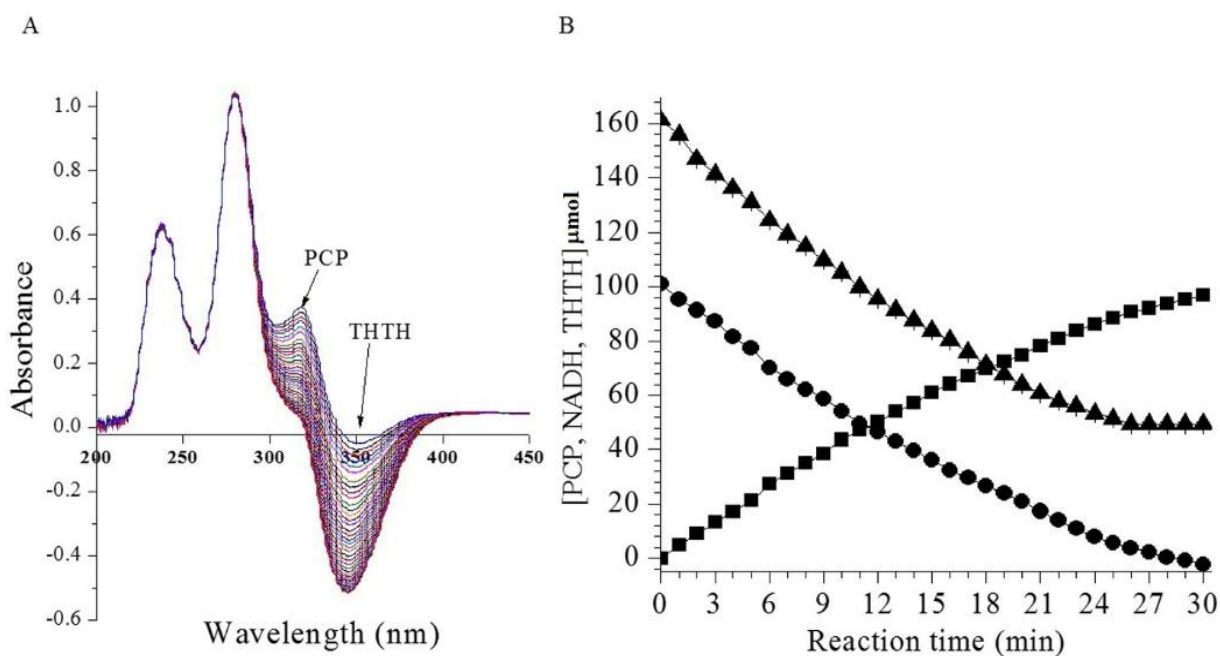 A
B
1.0
0.8
0.6
0.4
0.2
0.0
-0.2
-0.4
-0.6
Absorbance
PCP
THTH
200 250 300 350 400 450
Wavelength (nm)
160
140
120
100
80
60
40
20
0
[PCP, NADH, THTH] μmol
0 3 6 9 12 15 18 21 24 27 30
Reaction time (min)